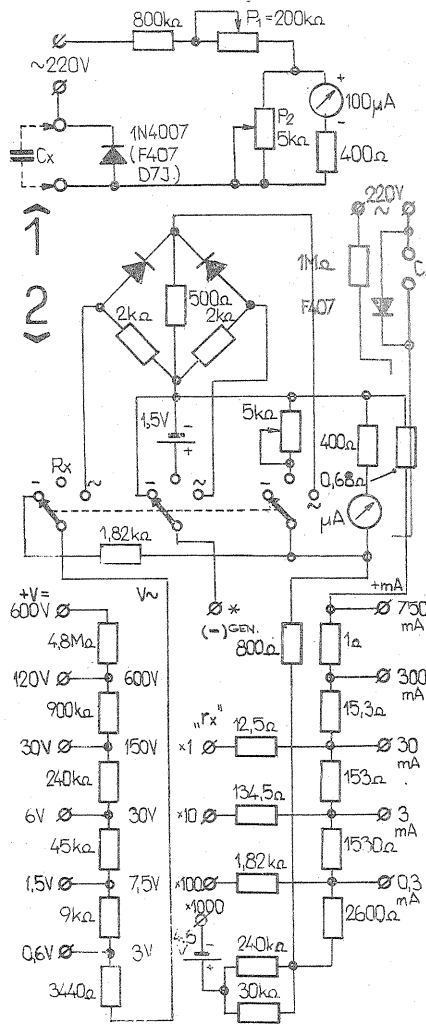 800kΩ P₁=200kΩ
~220V
+
100μA
-
1N4007
(F407
D7J.)
P₂
5kΩ
400Ω
Cx
1
220V
~
1MΩ
F407
2
500Ω
2kΩ 2kΩ
1,5V
-
+
5kΩ
400Ω
0,68Ω
Rx
- ~ - - ~
μA
1,82kΩ
*
(-) GEN.
800Ω
+V= V~ +mA
600V 750 mA
4,8MΩ 1Ω
120V 600V 300 mA
900kΩ „rx" 15,3Ω
30V 150V ×1 12,5Ω 30 mA
240kΩ 153Ω
6V 30V ×10 134,5Ω 3 mA
45kΩ 1530Ω
1,5V 7,5V ×100 1,82kΩ 0,3 mA
×1000
9kΩ 2600Ω
4,5 V - +
0,6V 3V 240kΩ
3440Ω 30kΩ